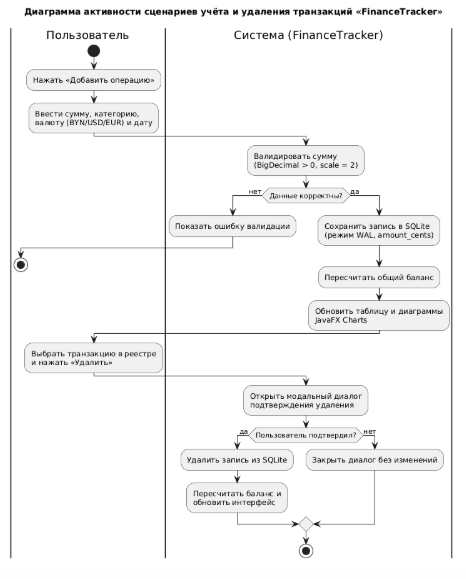 Диаграмма активности сценариев учёта и удаления транзакций «FinanceTracker»
Пользователь
Система (FinanceTracker)
Нажать «Добавить операцию»
Ввести сумму, категорию,
валюту (BYN/USD/EUR) и дату
Валидировать сумму
(BigDecimal > 0, scale = 2)
нет
Данные корректны?
да
Показать ошибку валидации
Сохранить запись в SQLite
(режим WAL, amount_cents)
Пересчитать общий баланс
Обновить таблицу и диаграммы
JavaFX Charts
Выбрать транзакцию в реестре
и нажать «Удалить»
Открыть модальный диалог
подтверждения удаления
да
Пользователь подтвердил?
нет
Удалить запись из SQLite
Закрыть диалог без изменений
Пересчитать баланс и
обновить интерфейс